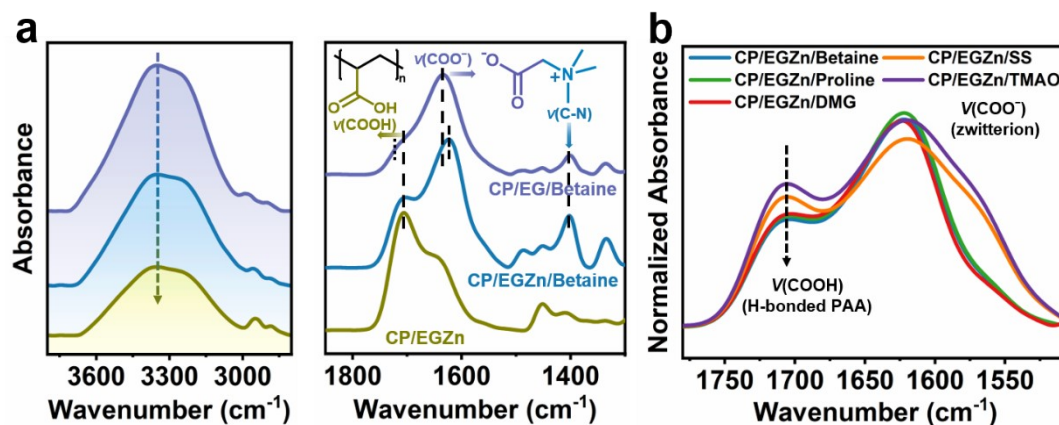 a
Absorbance
3600 3300 3000
Wavenumber (cm⁻¹)
ν(COO⁻)
n
O OH
ν(COOH)
⁻O
O
N
+
ν(C-N)
CP/EG/Betaine
CP/EGZn/Betaine
CP/EGZn
1800 1600 1400
Wavenumber (cm⁻¹)
b
Normalized Absorbance
CP/EGZn/Betaine CP/EGZn/SS
CP/EGZn/Proline CP/EGZn/TMAO
CP/EGZn/DMG
V(COO⁻)
(zwitterion)
V(COOH)
(H-bonded PAA)
1750 1700 1650 1600 1550
Wavenumber (cm⁻¹)